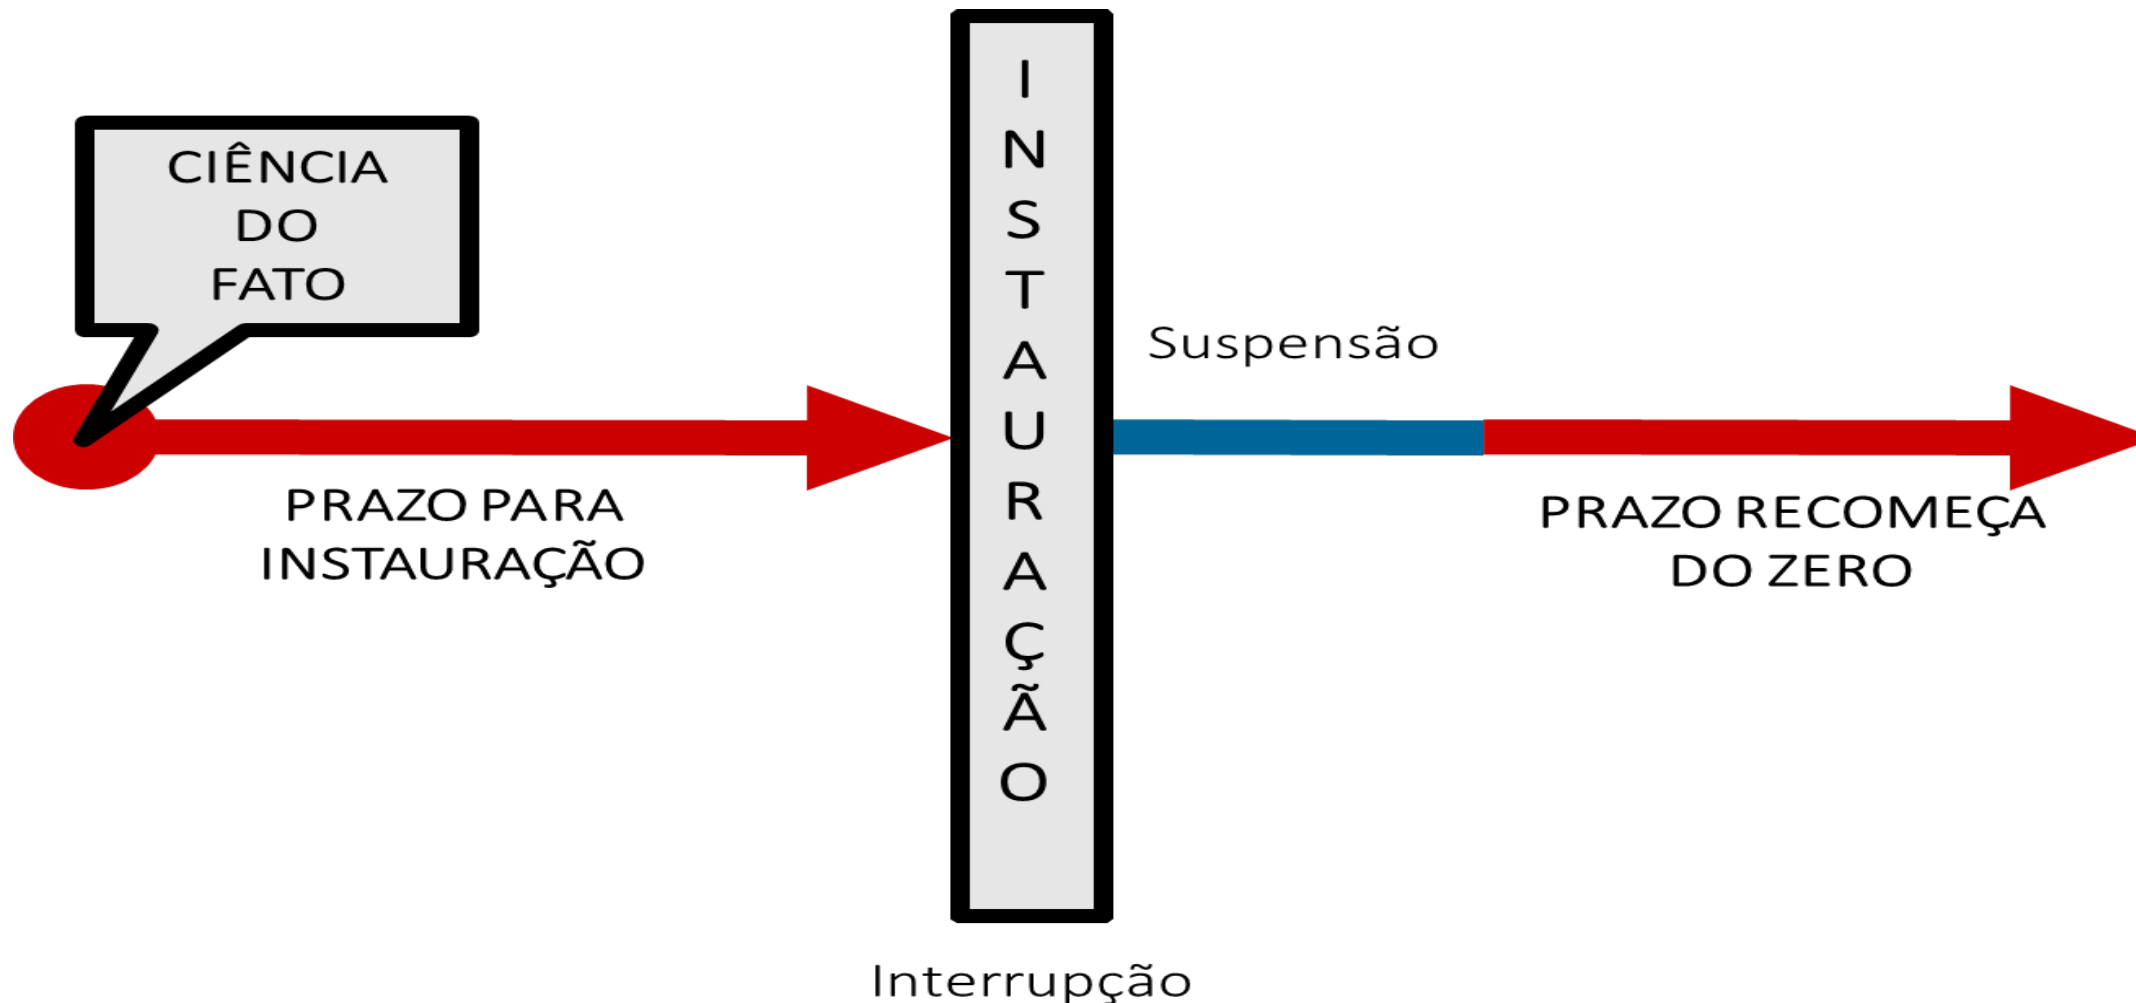 CIÊNCIA
DO
FATO
PRAZO PARA
INSTAURAÇÃO
I
N
S
T
A
U
R
A
Ç
Ã
O
Interrupção
Suspensão
PRAZO RECOMEÇA
DO ZERO